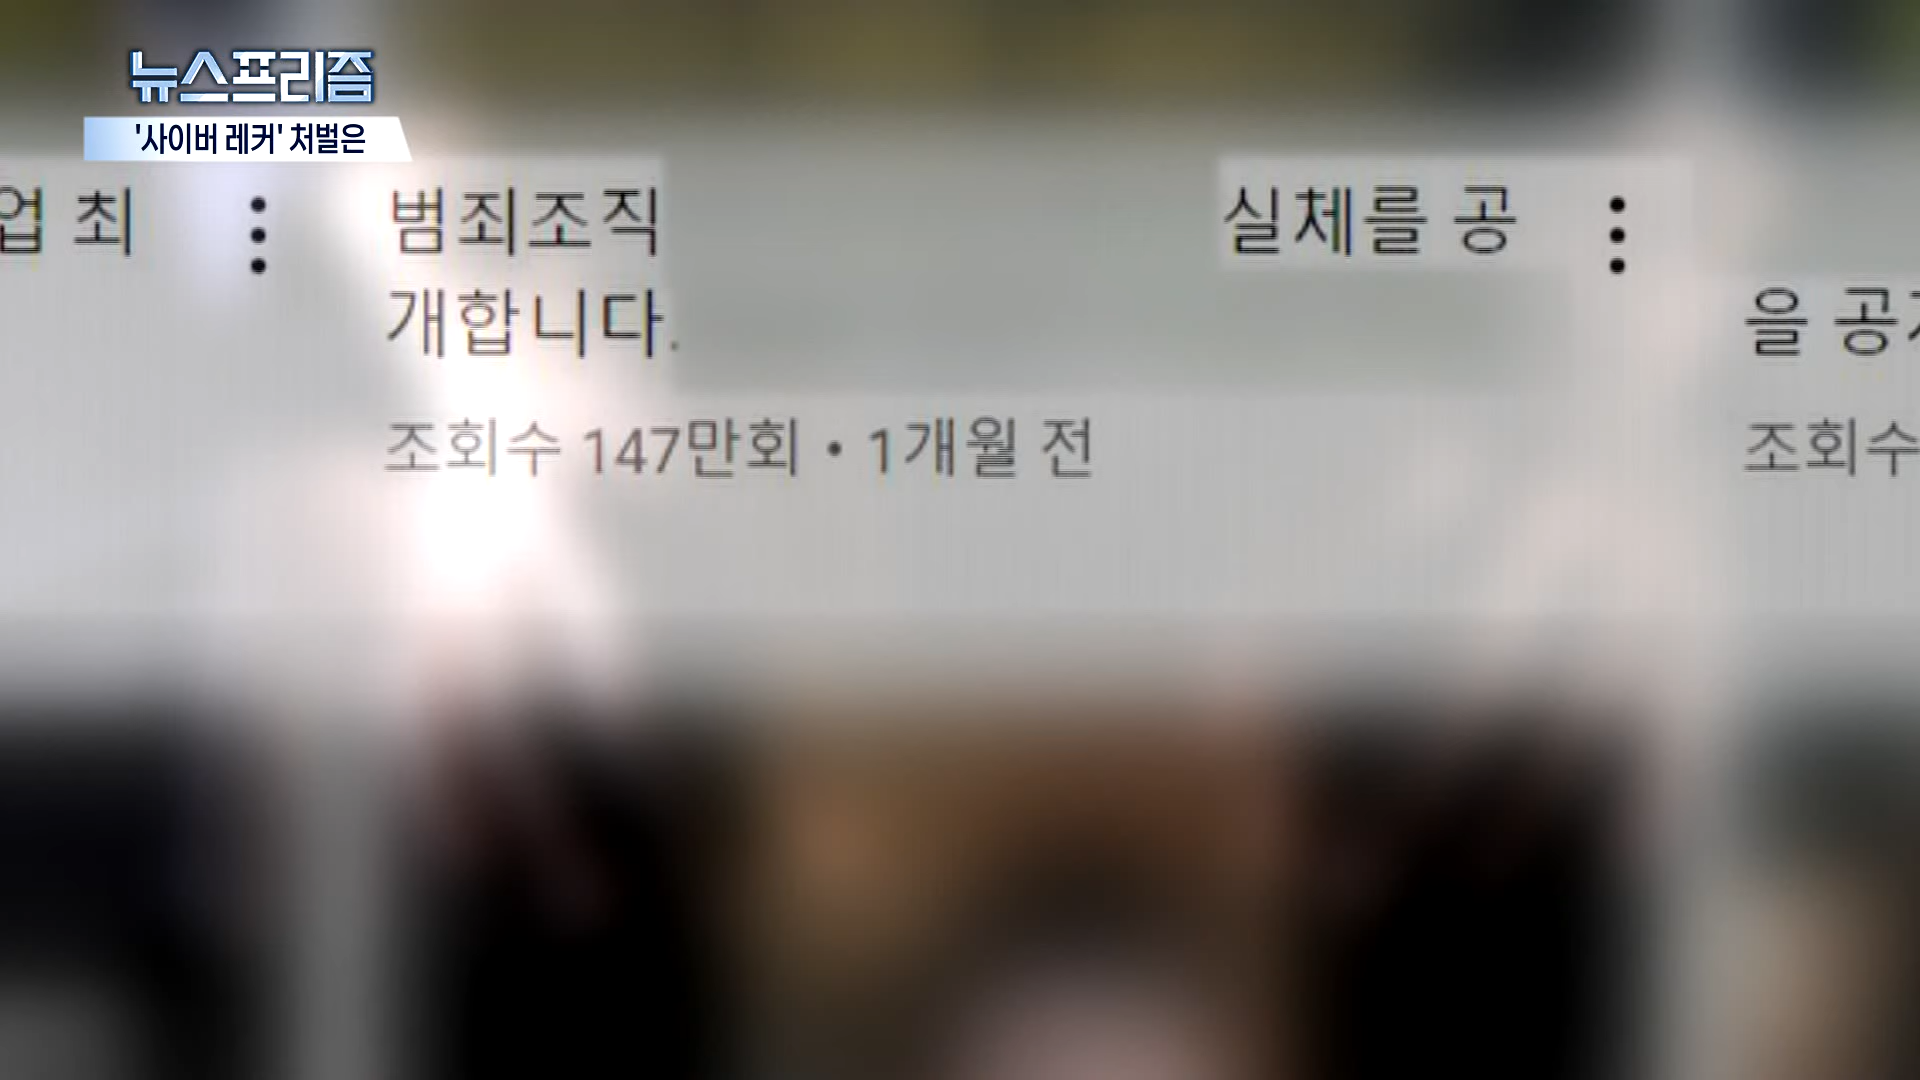 뉴스프리즘
'사이버 레커' 처벌은
업 최
범죄조직 실체를 공
개합니다.
을 공개
조회수 147만회 • 1개월 전
조회수